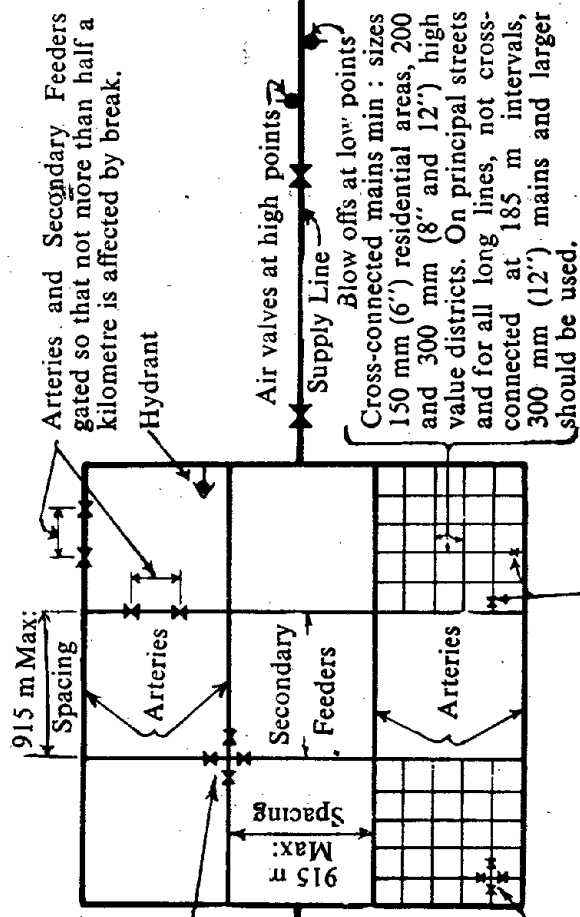 Arteries and Secondary Feeders
gated so that not more than half a
kilometre is affected by break.
Hydrant
Air valves at high points
Supply Line
Blow offs at low points
Cross-connected mains min : sizes
150 mm (6″) residential areas, 200
and 300 mm (8″ and 12″) high
value districts. On principal streets
and for all long lines, not cross-
connected at 185 m intervals,
300 mm (12″) mains and larger
should be used.
915 m Max:
Spacing
Arteries
Secondary
Feeders
Arteries
915 m
Max:
Spacing